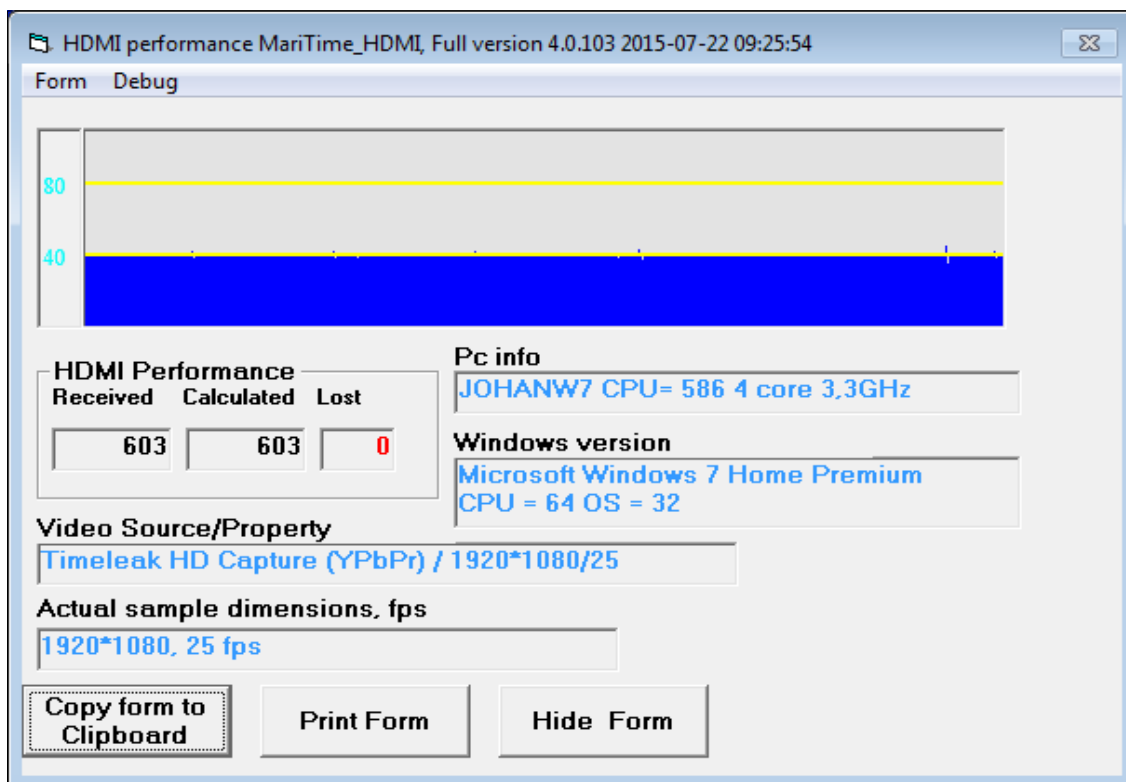 HDMI performance MariTime_HDMI, Full version 4.0.103 2015-07-22 09:25:54
Form Debug
80
40
HDMI Performance
Received Calculated Lost
603 603 0
Pc info
JOHANW7 CPU= 586 4 core 3,3GHz
Windows version
Microsoft Windows 7 Home Premium
CPU = 64 OS = 32
Video Source/Property
Timeleak HD Capture (YPbPr) / 1920*1080/25
Actual sample dimensions, fps
1920*1080, 25 fps
Copy form to
Clipboard
Print Form
Hide Form